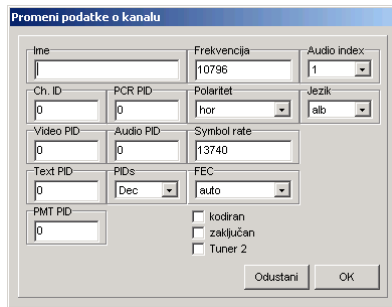 Promeni podatke o kanalu
Ime Frekvencija Audio index
10796 1
Ch. ID PCR PID Polaritet Jezik
0 0 hor alb
Video PID Audio PID Symbol rate
0 0 13740
Text PID PIDs FEC
0 Dec auto
PMT PID
0
kodiran
zaključan
Tuner 2
Odustani OK